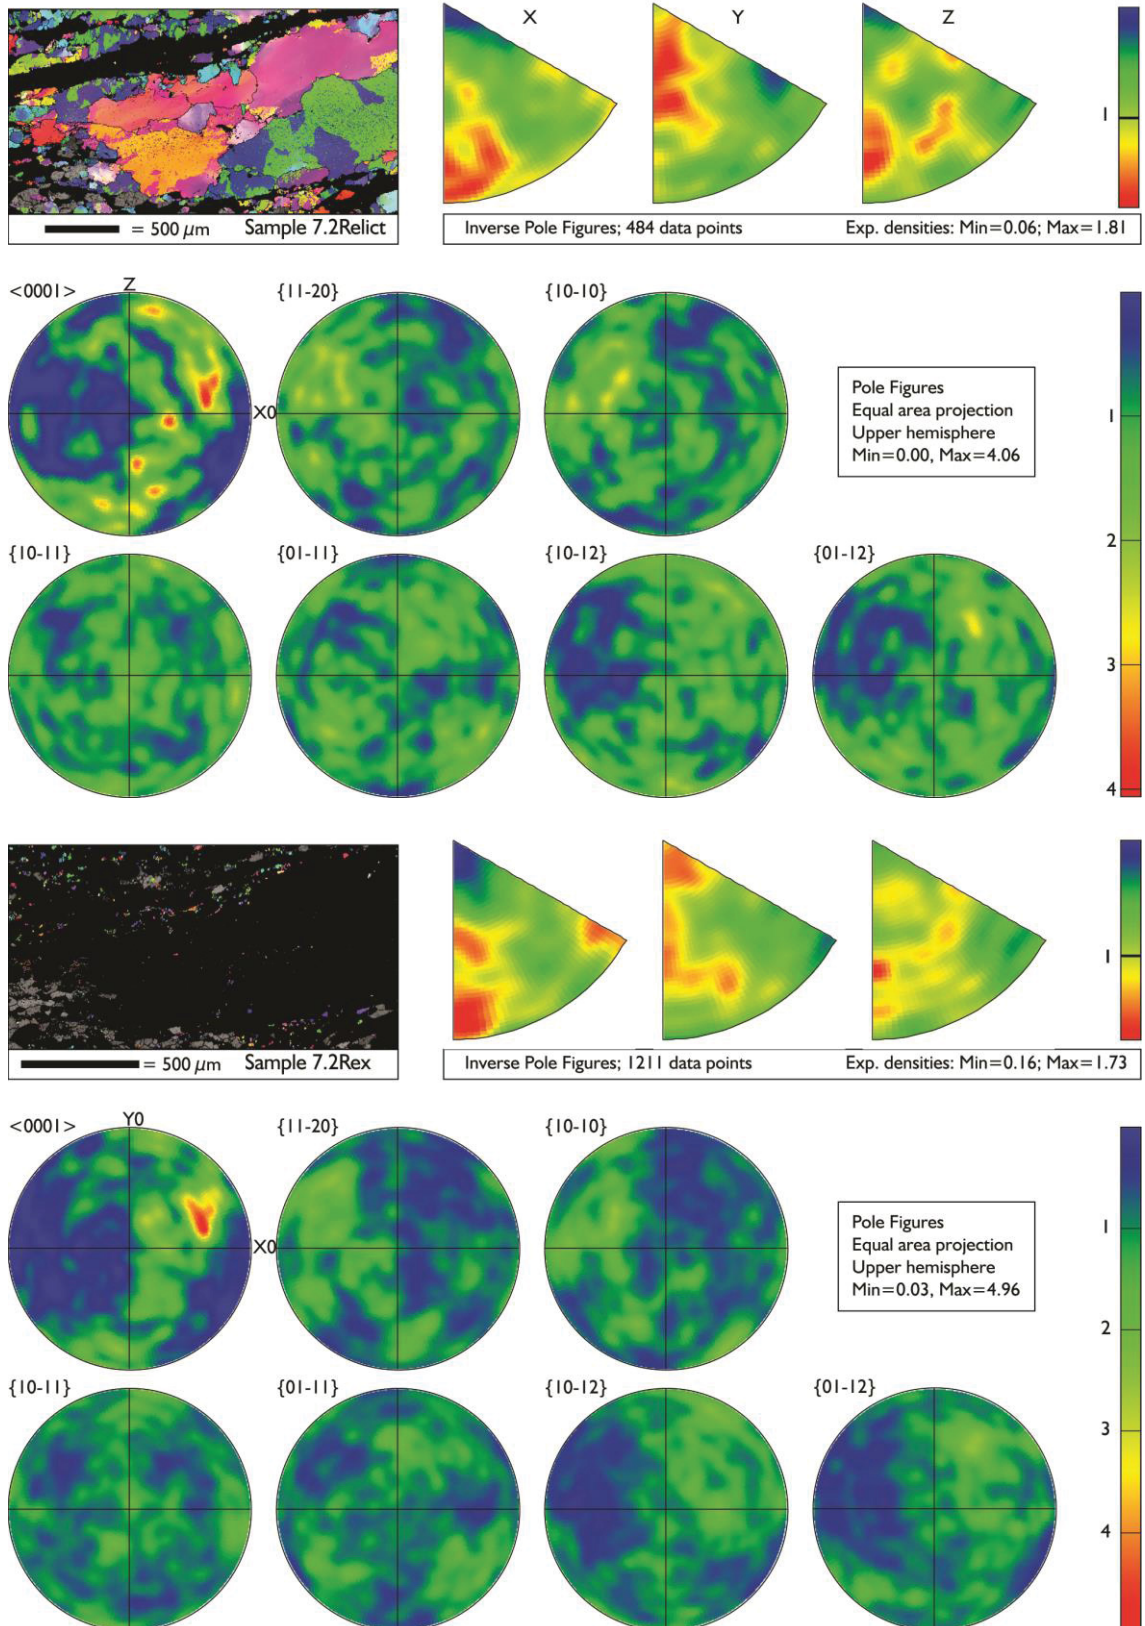 X Y Z
1
= 500 µm Sample 7.2Relict
Inverse Pole Figures; 484 data points Exp. densities: Min=0.06; Max=1.81
<0001> Z {11-20} {10-10}
X0
Pole Figures
Equal area projection
Upper hemisphere
Min=0.00, Max=4.06
1
2
3
4
{10-11} {01-11} {10-12} {01-12}
1
= 500 µm Sample 7.2Rex
Inverse Pole Figures; 1211 data points Exp. densities: Min=0.16; Max=1.73
<0001> Y0 {11-20} {10-10}
X0
Pole Figures
Equal area projection
Upper hemisphere
Min=0.03, Max=4.96
1
2
3
4
{10-11} {01-11} {10-12} {01-12}